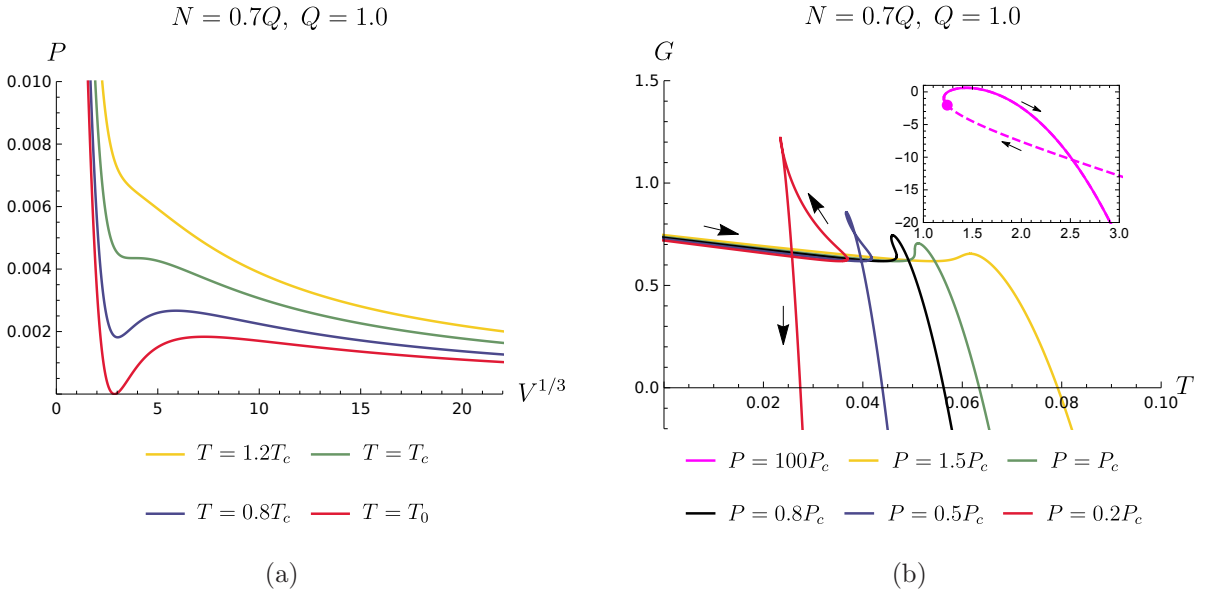 N = 0.7Q, Q = 1.0
P
0.010
0.008
0.006
0.004
0.002
0
5
10
15
20
V^{1/3}
T = 1.2T_c
T = T_c
T = 0.8T_c
T = T_0
(a)
N = 0.7Q, Q = 1.0
G
1.5
1.0
0.5
0.0
0.02
0.04
0.06
0.08
0.10
T
0
−5
−10
−15
−20
1.0
1.5
2.0
2.5
3.0
P = 100P_c
P = 1.5P_c
P = P_c
P = 0.8P_c
P = 0.5P_c
P = 0.2P_c
(b)